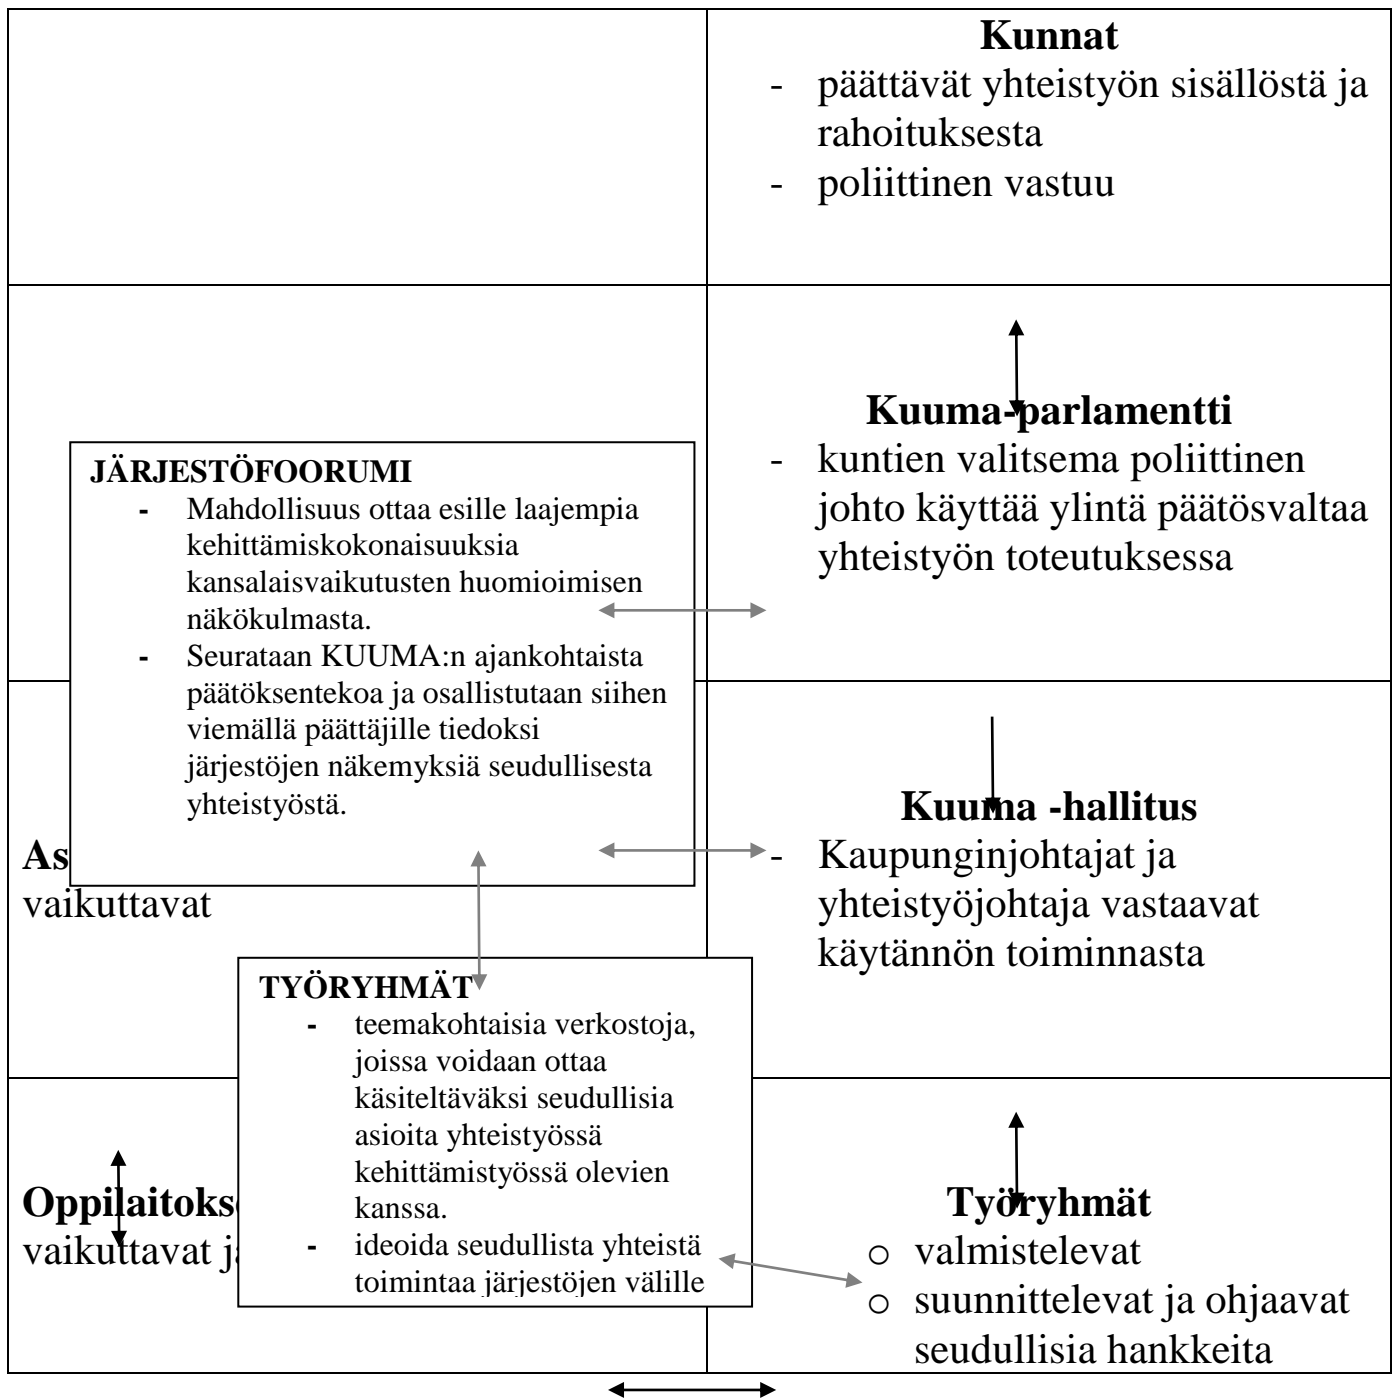 Kunnat
- päättävät yhteistyön sisällöstä ja
rahoituksesta
- poliittinen vastuu
Kuuma-parlamentti
- kuntien valitsema poliittinen
johto käyttää ylintä päätösvaltaa
yhteistyön toteutuksessa
JÄRJESTÖFOORUMI
- Mahdollisuus ottaa esille laajempia
kehittämiskokonaisuuksia
kansalaisvaikutusten huomioimisen
näkökulmasta.
- Seurataan KUUMA:n ajankohtaista
päätöksentekoa ja osallistutaan siihen
viemällä päättäjille tiedoksi
järjestöjen näkemyksiä seudullisesta
yhteistyöstä.
Kuuma -hallitus
- Kaupunginjohtajat ja
yhteistyöjohtaja vastaavat
käytännön toiminnasta
As
vaikuttavat
TYÖRYHMÄT
- teemakohtaisia verkostoja,
joissa voidaan ottaa
käsiteltäväksi seudullisia
asioita yhteistyössä
kehittämistyössä olevien
kanssa.
- ideoida seudullista yhteistä
toimintaa järjestöjen välille
Oppilaitoks
vaikuttavat ja
Työryhmät
o valmistelevat
o suunnittelevat ja ohjaavat
seudullisia hankkeita